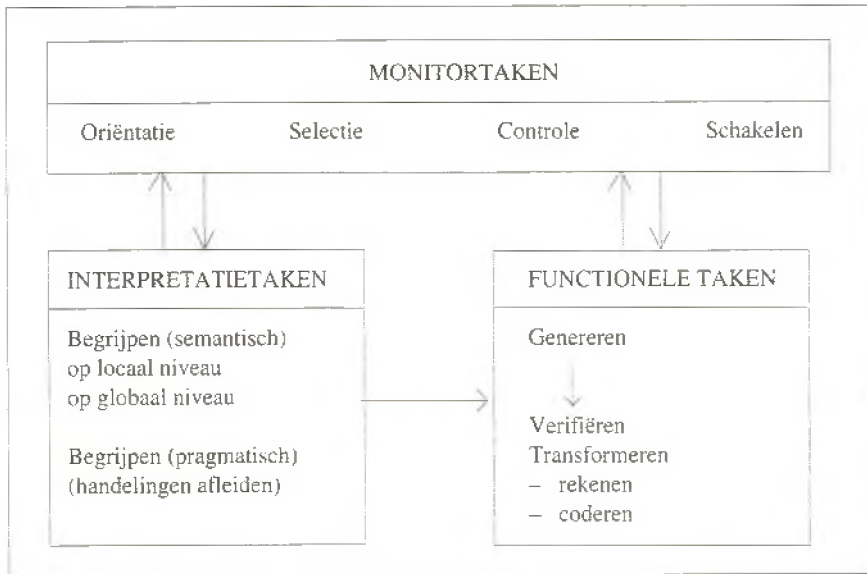 MONITORTAKEN
Oriëntatie Selectie Controle Schakelen
INTERPRETATIETAKEN
Begrijpen (semantisch)
op locaal niveau
op globaal niveau
Begrijpen (pragmatisch)
(handelingen afleiden)
FUNCTIONELE TAKEN
Genereren
Verifiëren
Transformeren
– rekenen
– coderen